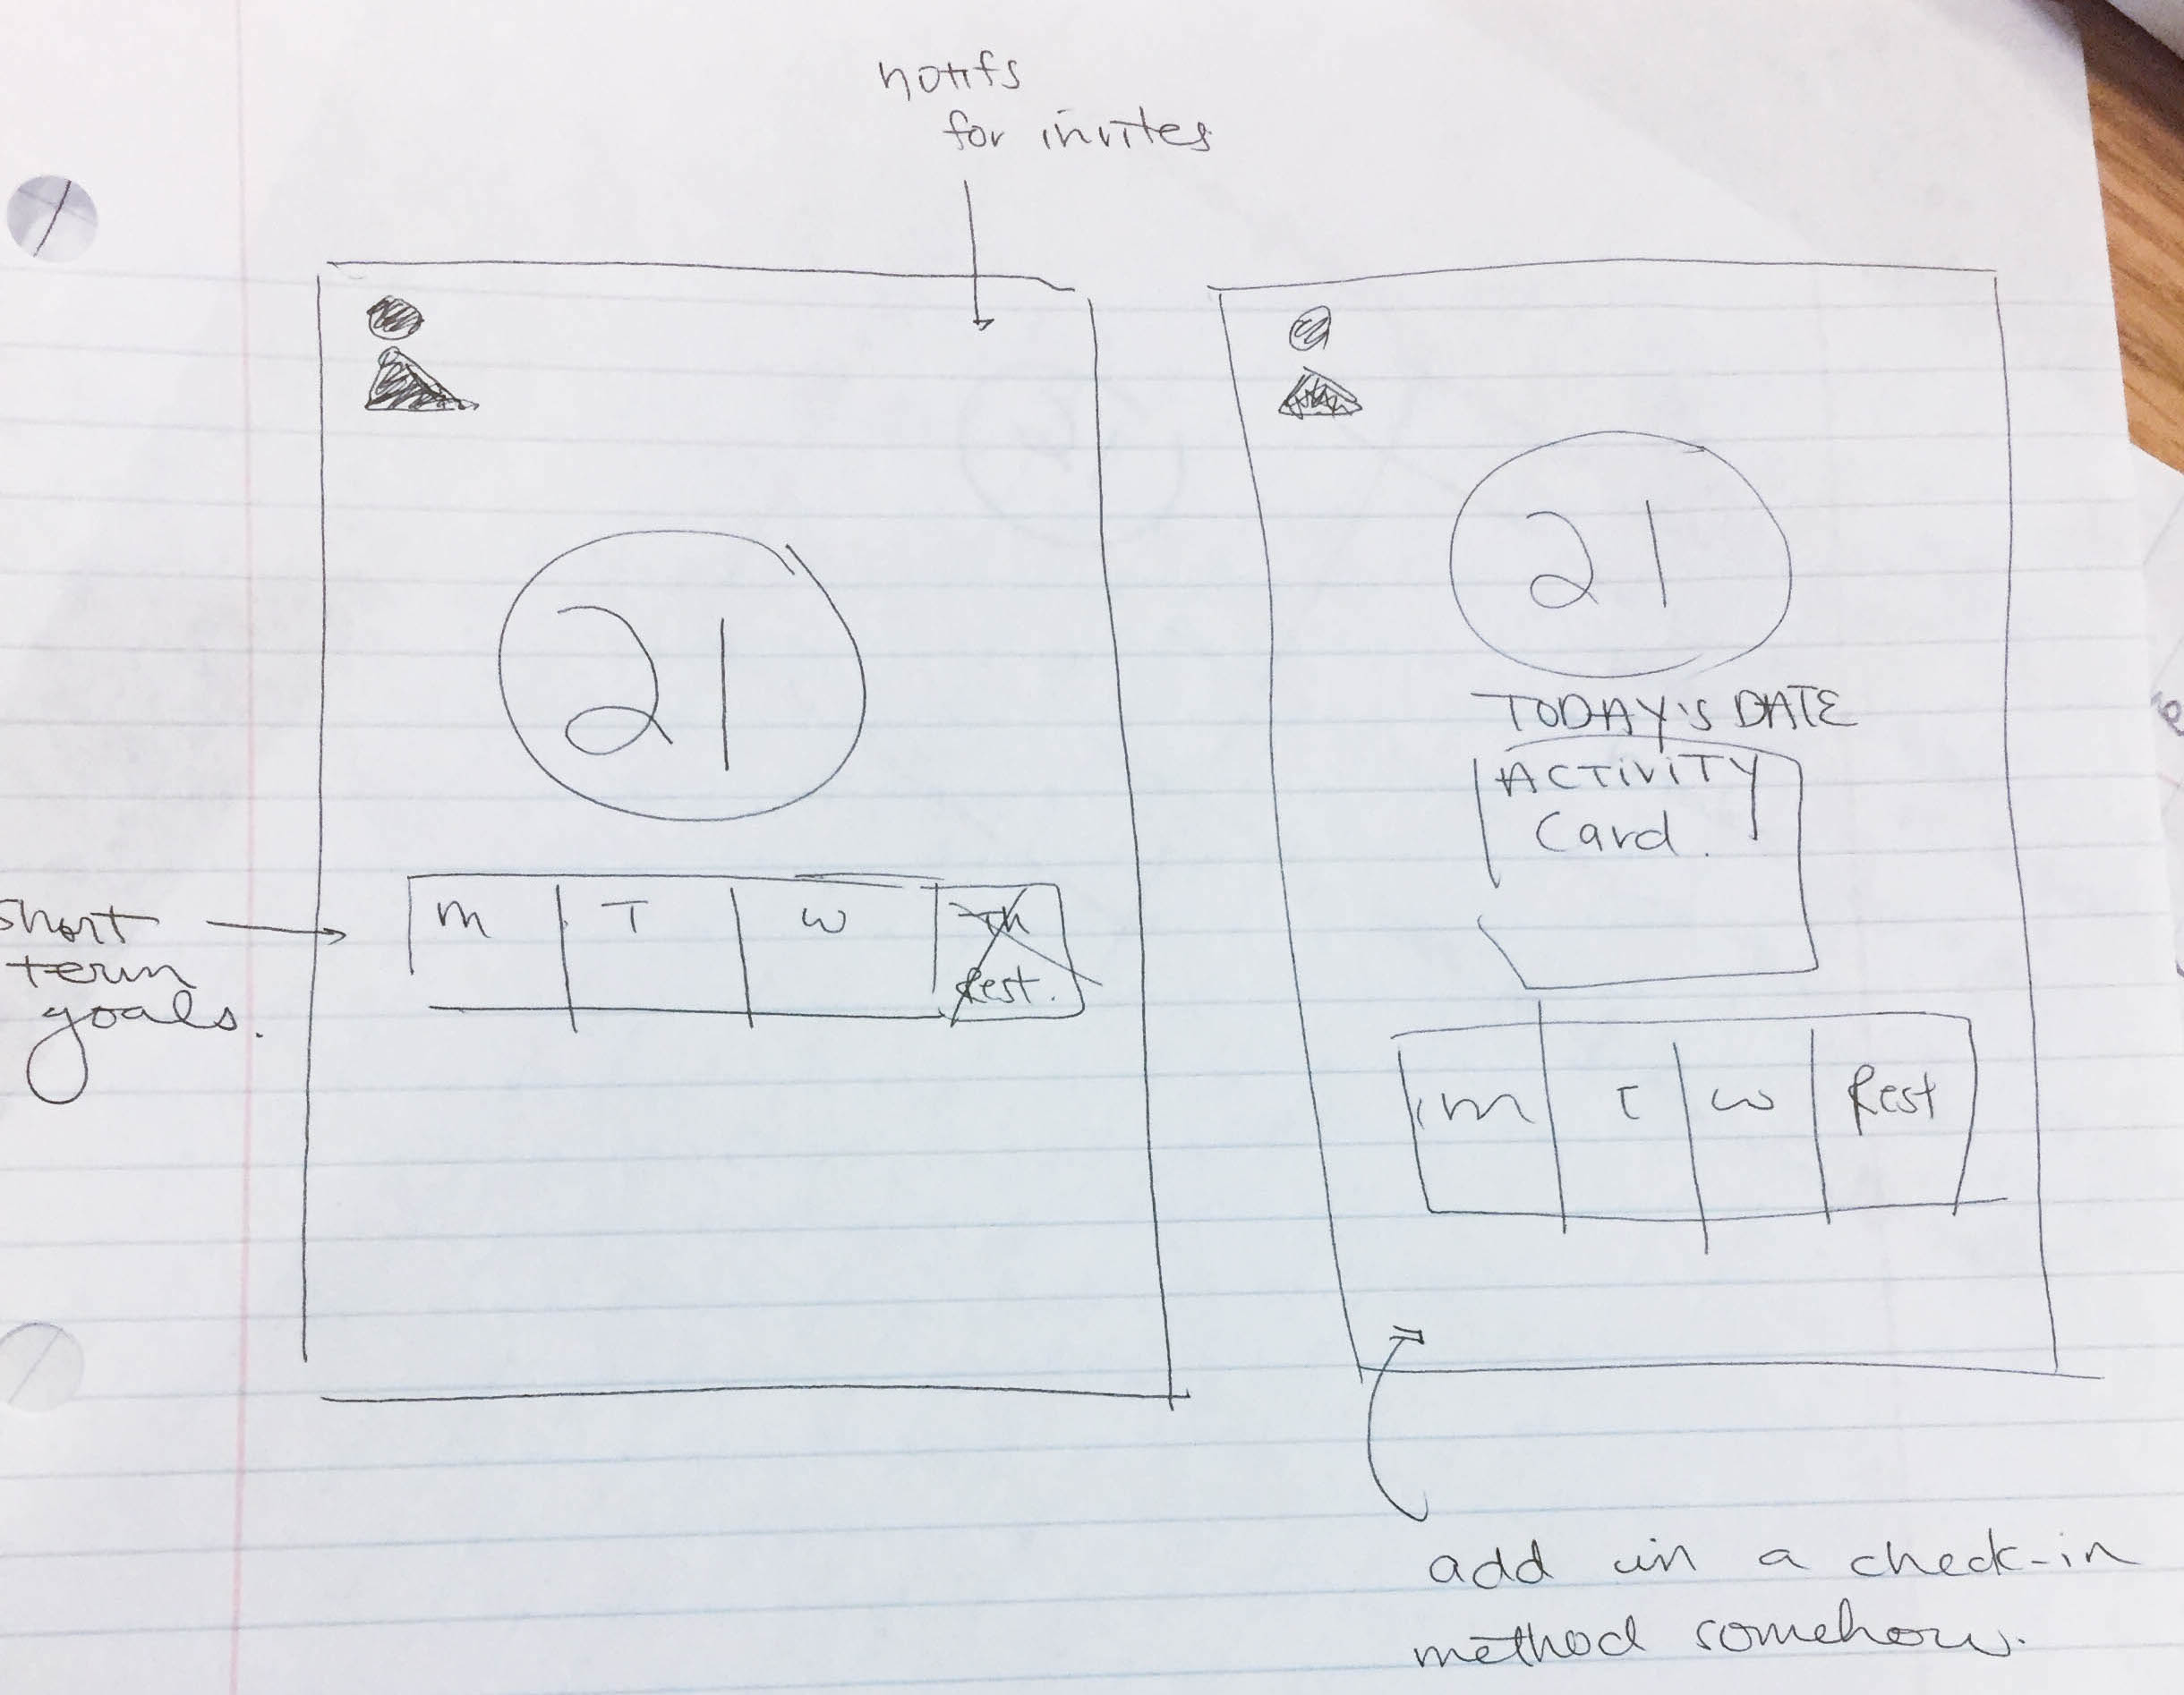 notifs
for invites
21
short
term
goals.
m T W Th
Rest.
21
TODAY'S DATE
ACTiViTY
Card.
m T W Rest
add in a check-in
method somehow.